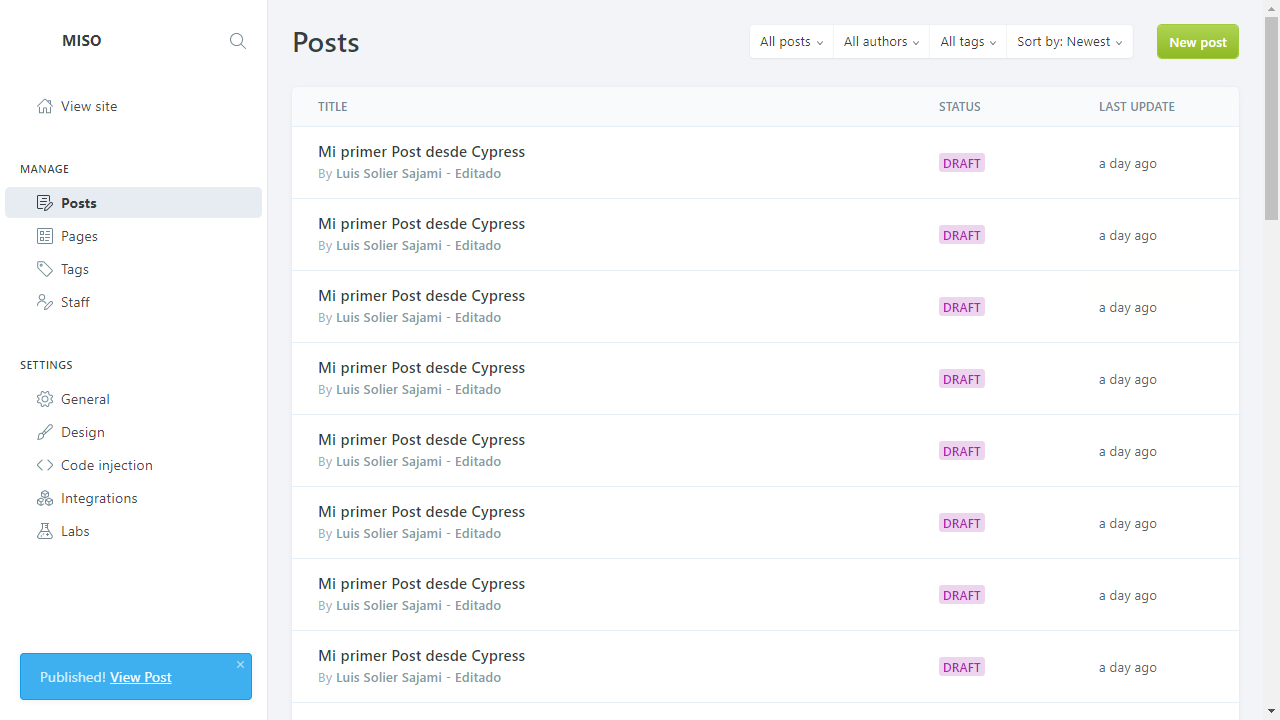 MISO
View site
MANAGE
Posts
Pages
Tags
Staff
SETTINGS
General
Design
Code injection
Integrations
Labs
Published! View Post
×
Posts
All posts
All authors
All tags
Sort by: Newest
New post
TITLE STATUS LAST UPDATE
Mi primer Post desde Cypress
By Luis Solier Sajami - Editado
DRAFT
a day ago
Mi primer Post desde Cypress
By Luis Solier Sajami - Editado
DRAFT
a day ago
Mi primer Post desde Cypress
By Luis Solier Sajami - Editado
DRAFT
a day ago
Mi primer Post desde Cypress
By Luis Solier Sajami - Editado
DRAFT
a day ago
Mi primer Post desde Cypress
By Luis Solier Sajami - Editado
DRAFT
a day ago
Mi primer Post desde Cypress
By Luis Solier Sajami - Editado
DRAFT
a day ago
Mi primer Post desde Cypress
By Luis Solier Sajami - Editado
DRAFT
a day ago
Mi primer Post desde Cypress
By Luis Solier Sajami - Editado
DRAFT
a day ago